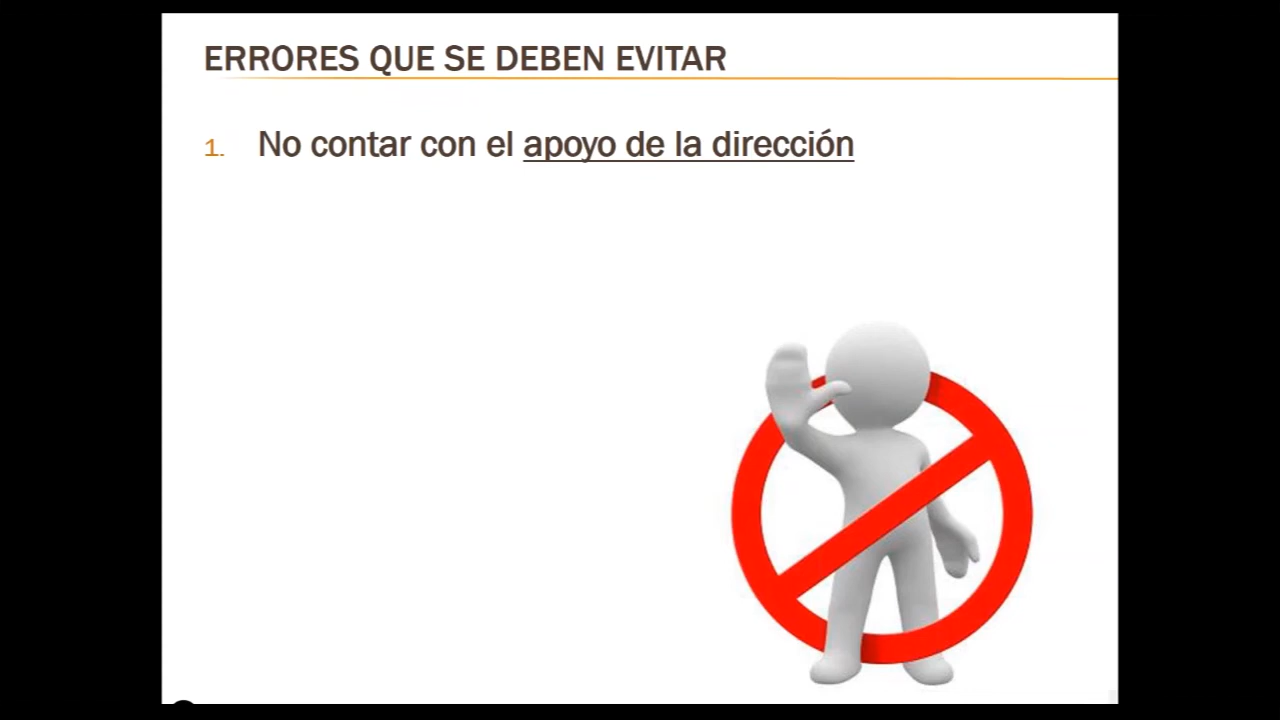 ERRORES QUE SE DEBEN EVITAR
1. No contar con el apoyo de la dirección